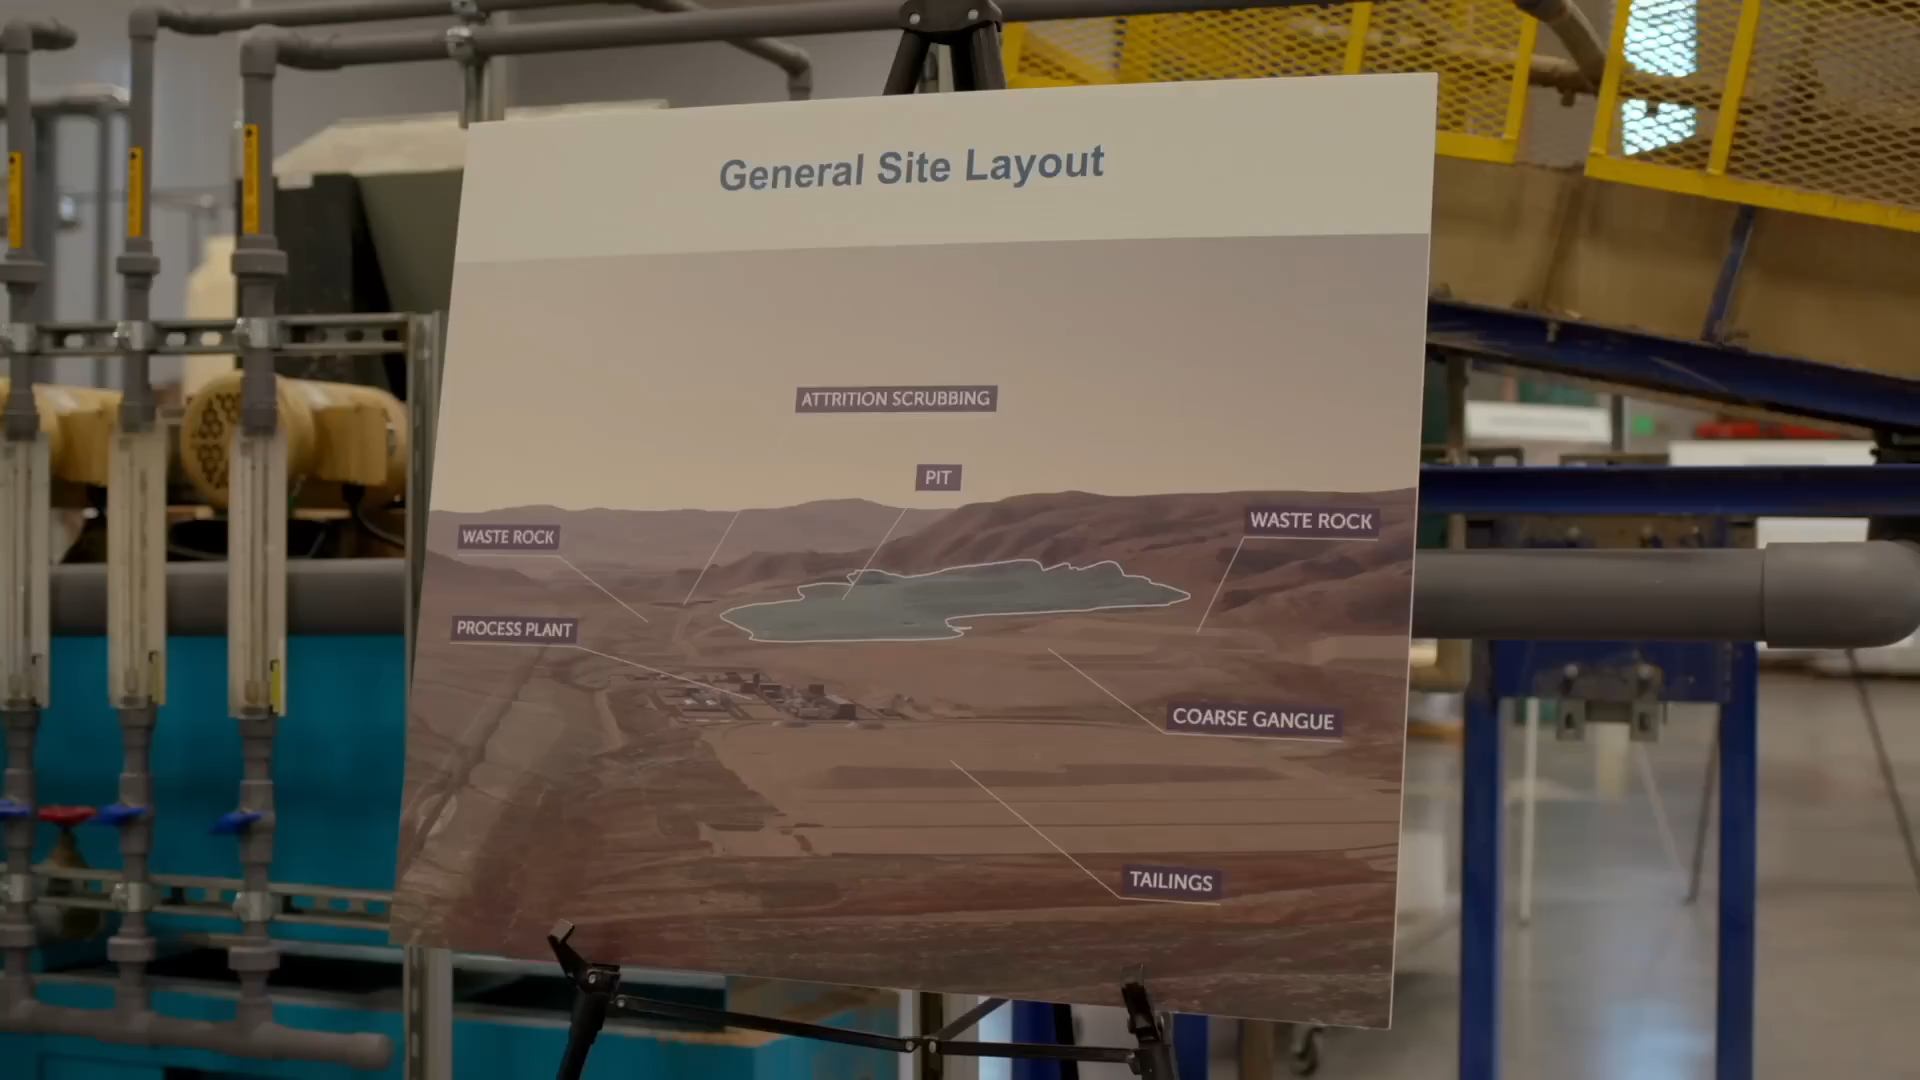 General Site Layout
ATTRITION SCRUBBING
PIT
WASTE ROCK
WASTE ROCK
PROCESS PLANT
COARSE GANGUE
TAILINGS